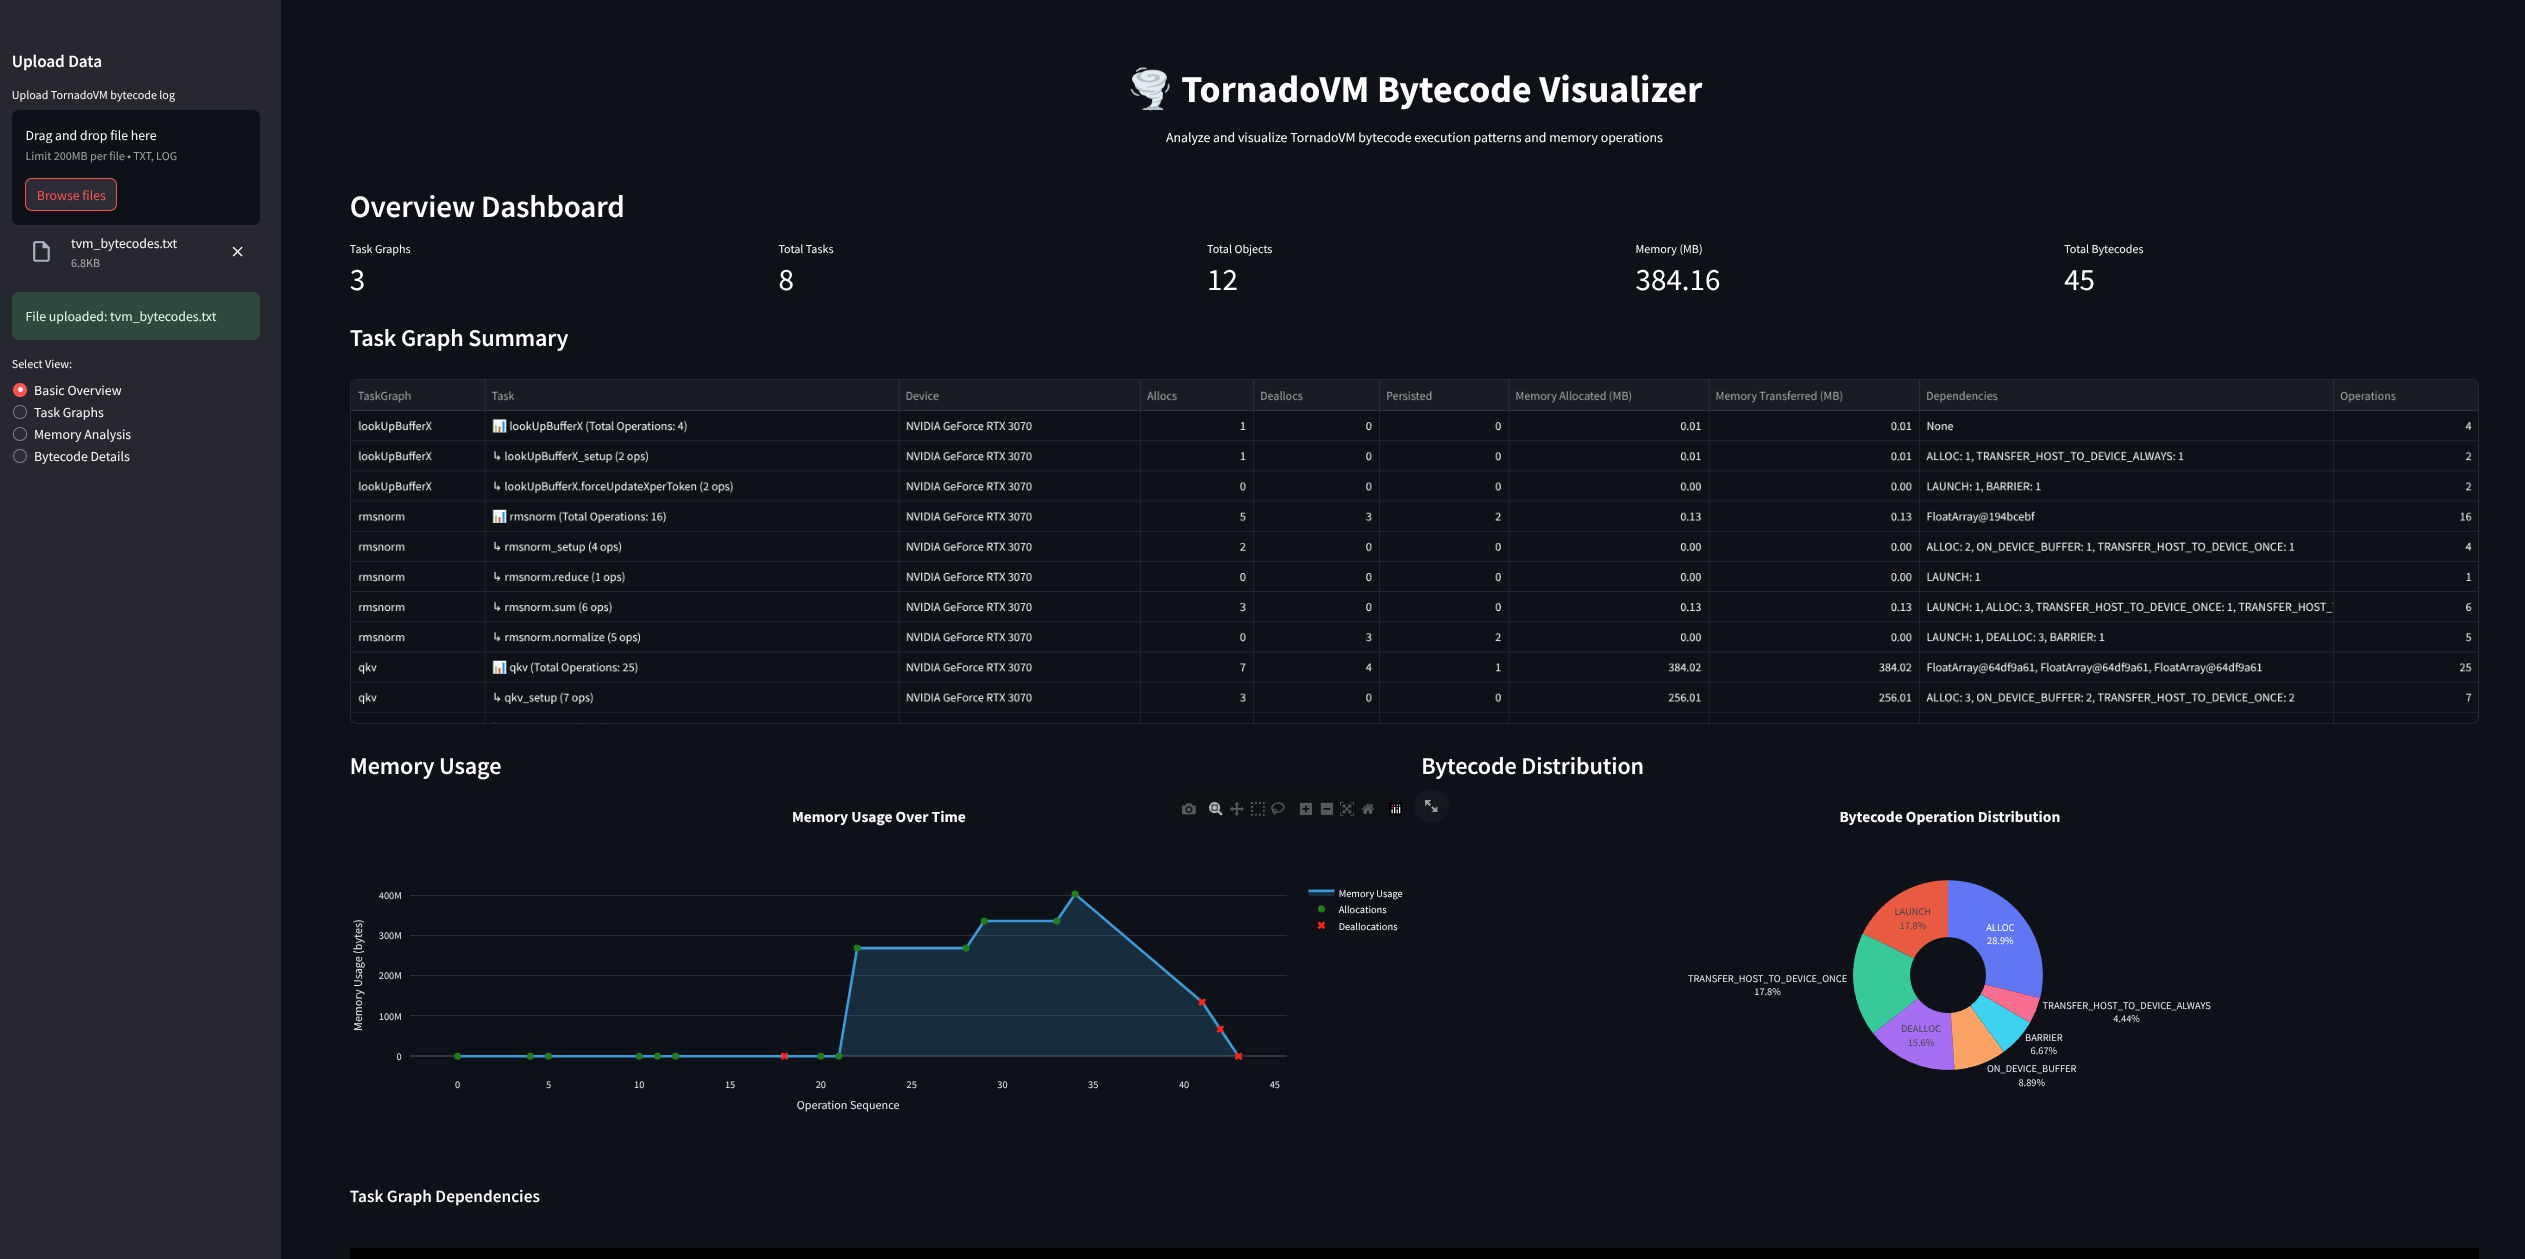 Upload Data
Upload TornadoVM bytecode log
Drag and drop file here
Limit 200MB per file • TXT, LOG
Browse files
tvm_bytecodes.txt
6.8KB
File uploaded: tvm_bytecodes.txt
Select View:
Basic Overview
Task Graphs
Memory Analysis
Bytecode Details
TornadoVM Bytecode Visualizer
Analyze and visualize TornadoVM bytecode execution patterns and memory operations
Overview Dashboard
Task Graphs Total Tasks Total Objects Memory (MB) Total Bytecodes
3 8 12 384.16 45
Task Graph Summary
TaskGraph Task Device Allocs Deallocs Persisted Memory Allocated (MB) Memory Transferred (MB) Dependencies Operations
lookUpBufferX 📊 lookUpBufferX (Total Operations: 4) NVIDIA GeForce RTX 3070 1 0 0 0.01 0.01 None 4
lookUpBufferX ↳ lookUpBufferX_setup (2 ops) NVIDIA GeForce RTX 3070 1 0 0 0.01 0.01 ALLOC: 1, TRANSFER_HOST_TO_DEVICE_ALWAYS: 1 2
lookUpBufferX ↳ lookUpBufferX.forceUpdateXperToken (2 ops) NVIDIA GeForce RTX 3070 0 0 0 0.00 0.00 LAUNCH: 1, BARRIER: 1 2
rmsnorm 📊 rmsnorm (Total Operations: 16) NVIDIA GeForce RTX 3070 5 3 2 0.13 0.13 FloatArray@194bcebf 16
rmsnorm ↳ rmsnorm_setup (4 ops) NVIDIA GeForce RTX 3070 2 0 0 0.00 0.00 ALLOC: 2, ON_DEVICE_BUFFER: 1, TRANSFER_HOST_TO_DEVICE_ONCE: 1 4
rmsnorm ↳ rmsnorm.reduce (1 ops) NVIDIA GeForce RTX 3070 0 0 0 0.00 0.00 LAUNCH: 1 1
rmsnorm ↳ rmsnorm.sum (6 ops) NVIDIA GeForce RTX 3070 3 0 0 0.13 0.13 LAUNCH: 1, ALLOC: 3, TRANSFER_HOST_TO_DEVICE_ONCE: 1, TRANSFER_HOST_ 6
rmsnorm ↳ rmsnorm.normalize (5 ops) NVIDIA GeForce RTX 3070 0 3 2 0.00 0.00 LAUNCH: 1, DEALLOC: 3, BARRIER: 1 5
qkv 📊 qkv (Total Operations: 25) NVIDIA GeForce RTX 3070 7 4 1 384.02 384.02 FloatArray@64df9a61, FloatArray@64df9a61, FloatArray@64df9a61 25
qkv ↳ qkv_setup (7 ops) NVIDIA GeForce RTX 3070 3 0 0 256.01 256.01 ALLOC: 3, ON_DEVICE_BUFFER: 2, TRANSFER_HOST_TO_DEVICE_ONCE: 2 7
Memory Usage
Memory Usage Over Time
400M
300M
200M
100M
0
Memory Usage (bytes)
0 5 10 15 20 25 30 35 40 45
Operation Sequence
Memory Usage
Allocations
Deallocations
Bytecode Distribution
Bytecode Operation Distribution
LAUNCH
17.8%
ALLOC
28.9%
TRANSFER_HOST_TO_DEVICE_ONCE
17.8%
TRANSFER_HOST_TO_DEVICE_ALWAYS
4.44%
DEALLOC
15.6%
BARRIER
6.67%
ON_DEVICE_BUFFER
8.89%
Task Graph Dependencies